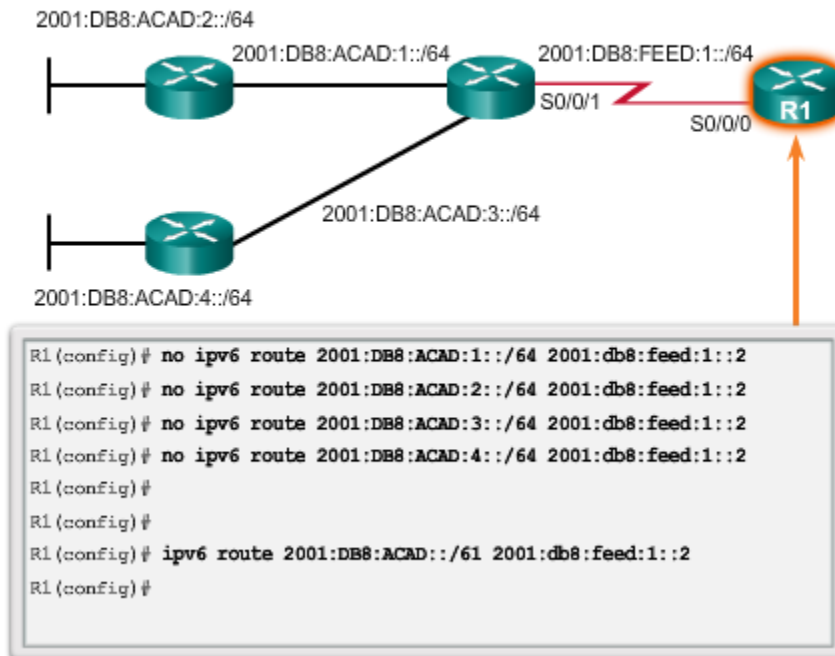 2001:DB8:ACAD:2::/64
2001:DB8:ACAD:1::/64
2001:DB8:FEED:1::/64
S0/0/1
S0/0/0
R1
2001:DB8:ACAD:3::/64
2001:DB8:ACAD:4::/64
R1(config)# no ipv6 route 2001:DB8:ACAD:1::/64 2001:db8:feed:1::2
R1(config)# no ipv6 route 2001:DB8:ACAD:2::/64 2001:db8:feed:1::2
R1(config)# no ipv6 route 2001:DB8:ACAD:3::/64 2001:db8:feed:1::2
R1(config)# no ipv6 route 2001:DB8:ACAD:4::/64 2001:db8:feed:1::2
R1(config)#
R1(config)#
R1(config)# ipv6 route 2001:DB8:ACAD::/61 2001:db8:feed:1::2
R1(config)#